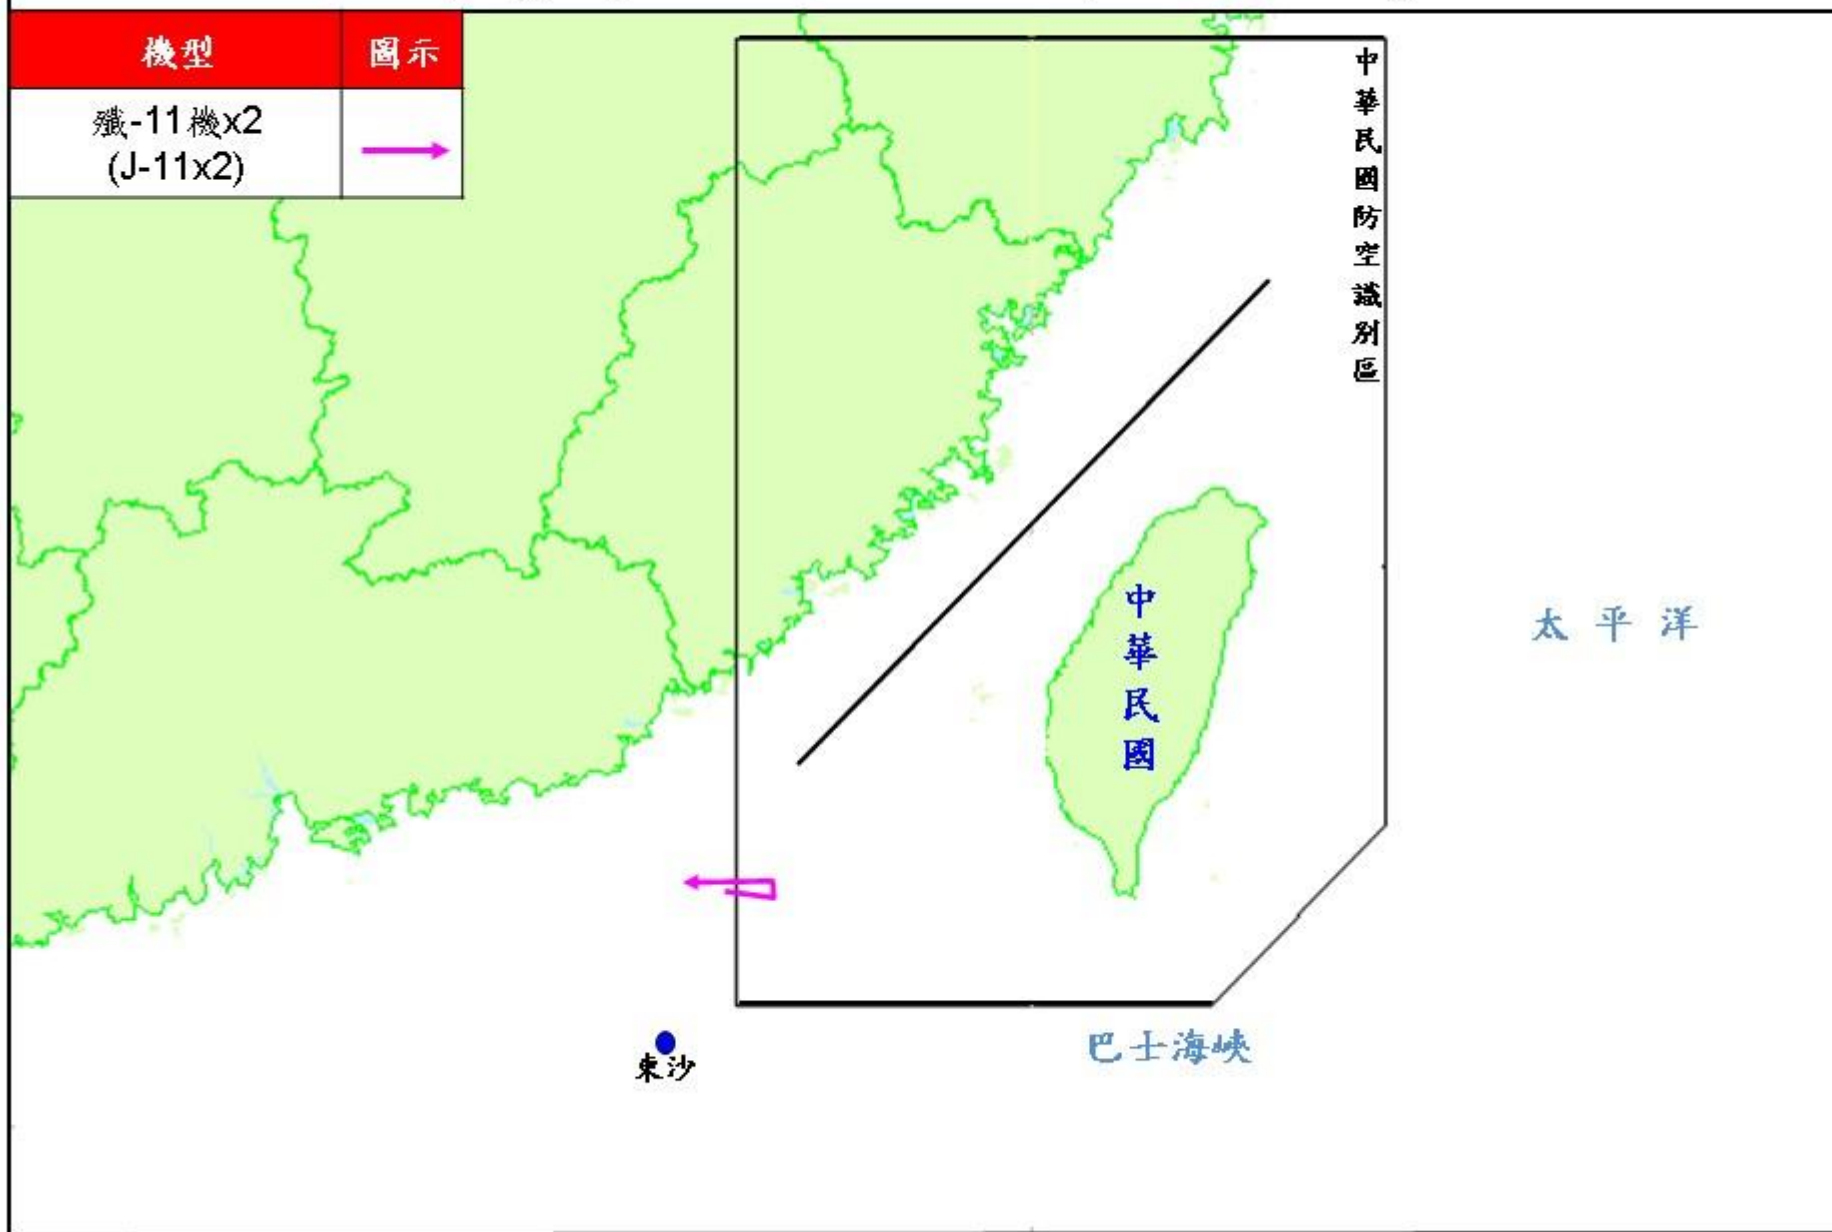 機型
圖示
殲-11機x2
(J-11x2)
中華民國防空識別區
中華民國
太平洋
巴士海峽
東沙